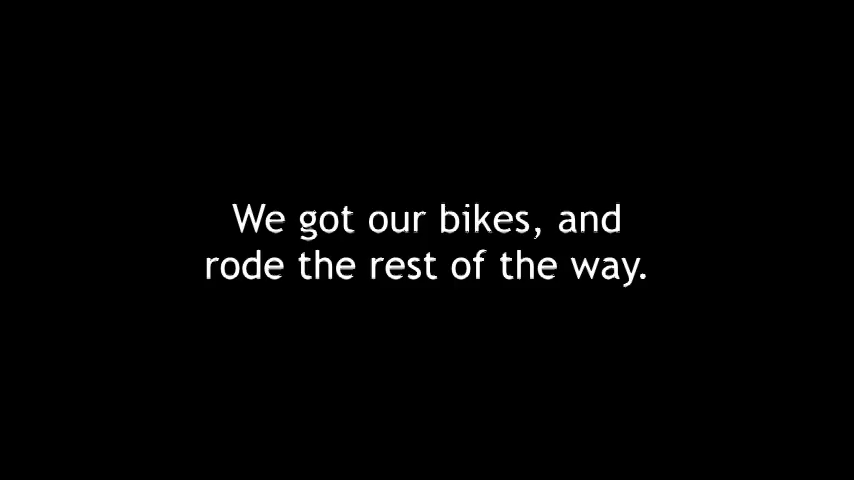 We got our bikes, and
rode the rest of the way.